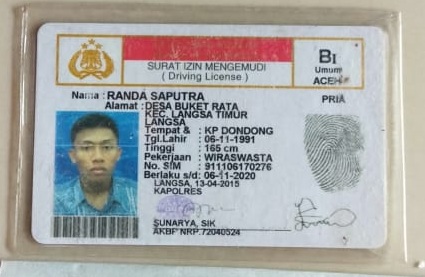 SURAT IZIN MENGEMUDI
( Driving License )
BI
Umum
ACEH
PRIA
Nama : RANDA SAPUTRA
Alamat : DESA BUKET RATA
KEC. LANGSA TIMUR
LANGSA
Tempat & : KP DONDONG
Tgl.Lahir : 06-11-1991
Tinggi : 165 cm
Pekerjaan : WIRASWASTA
No. SIM : 911106170276
Berlaku s/d: 06-11-2020
LANGSA, 13-04-2015
KAPOLRES
SUNARYA, SIK
AKBP NRP.72040524